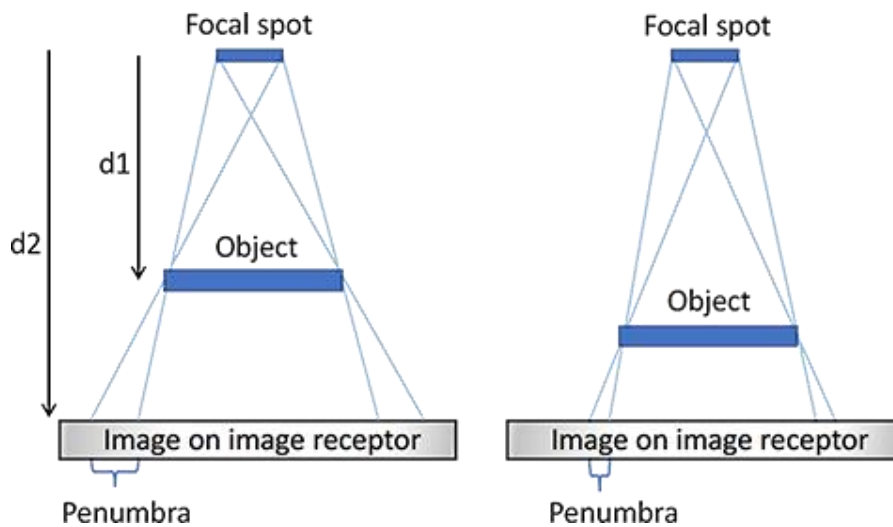 Focal spot
d1
d2
Object
Image on image receptor
Penumbra
Focal spot
Object
Image on image receptor
Penumbra